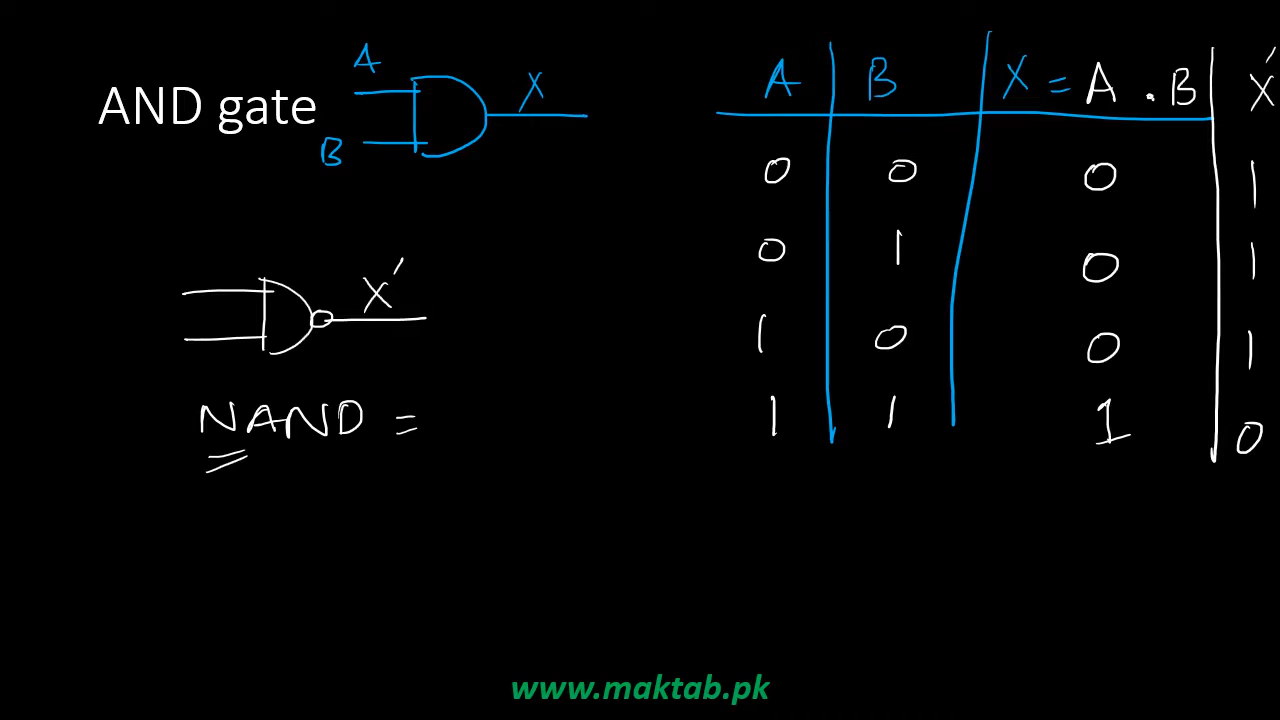 A
AND gate
X
B
X'
NAND =
A B X = A . B X'
0 0 0 1
0 1 0 1
1 0 0 1
1 1 1 0
www.maktab.pk